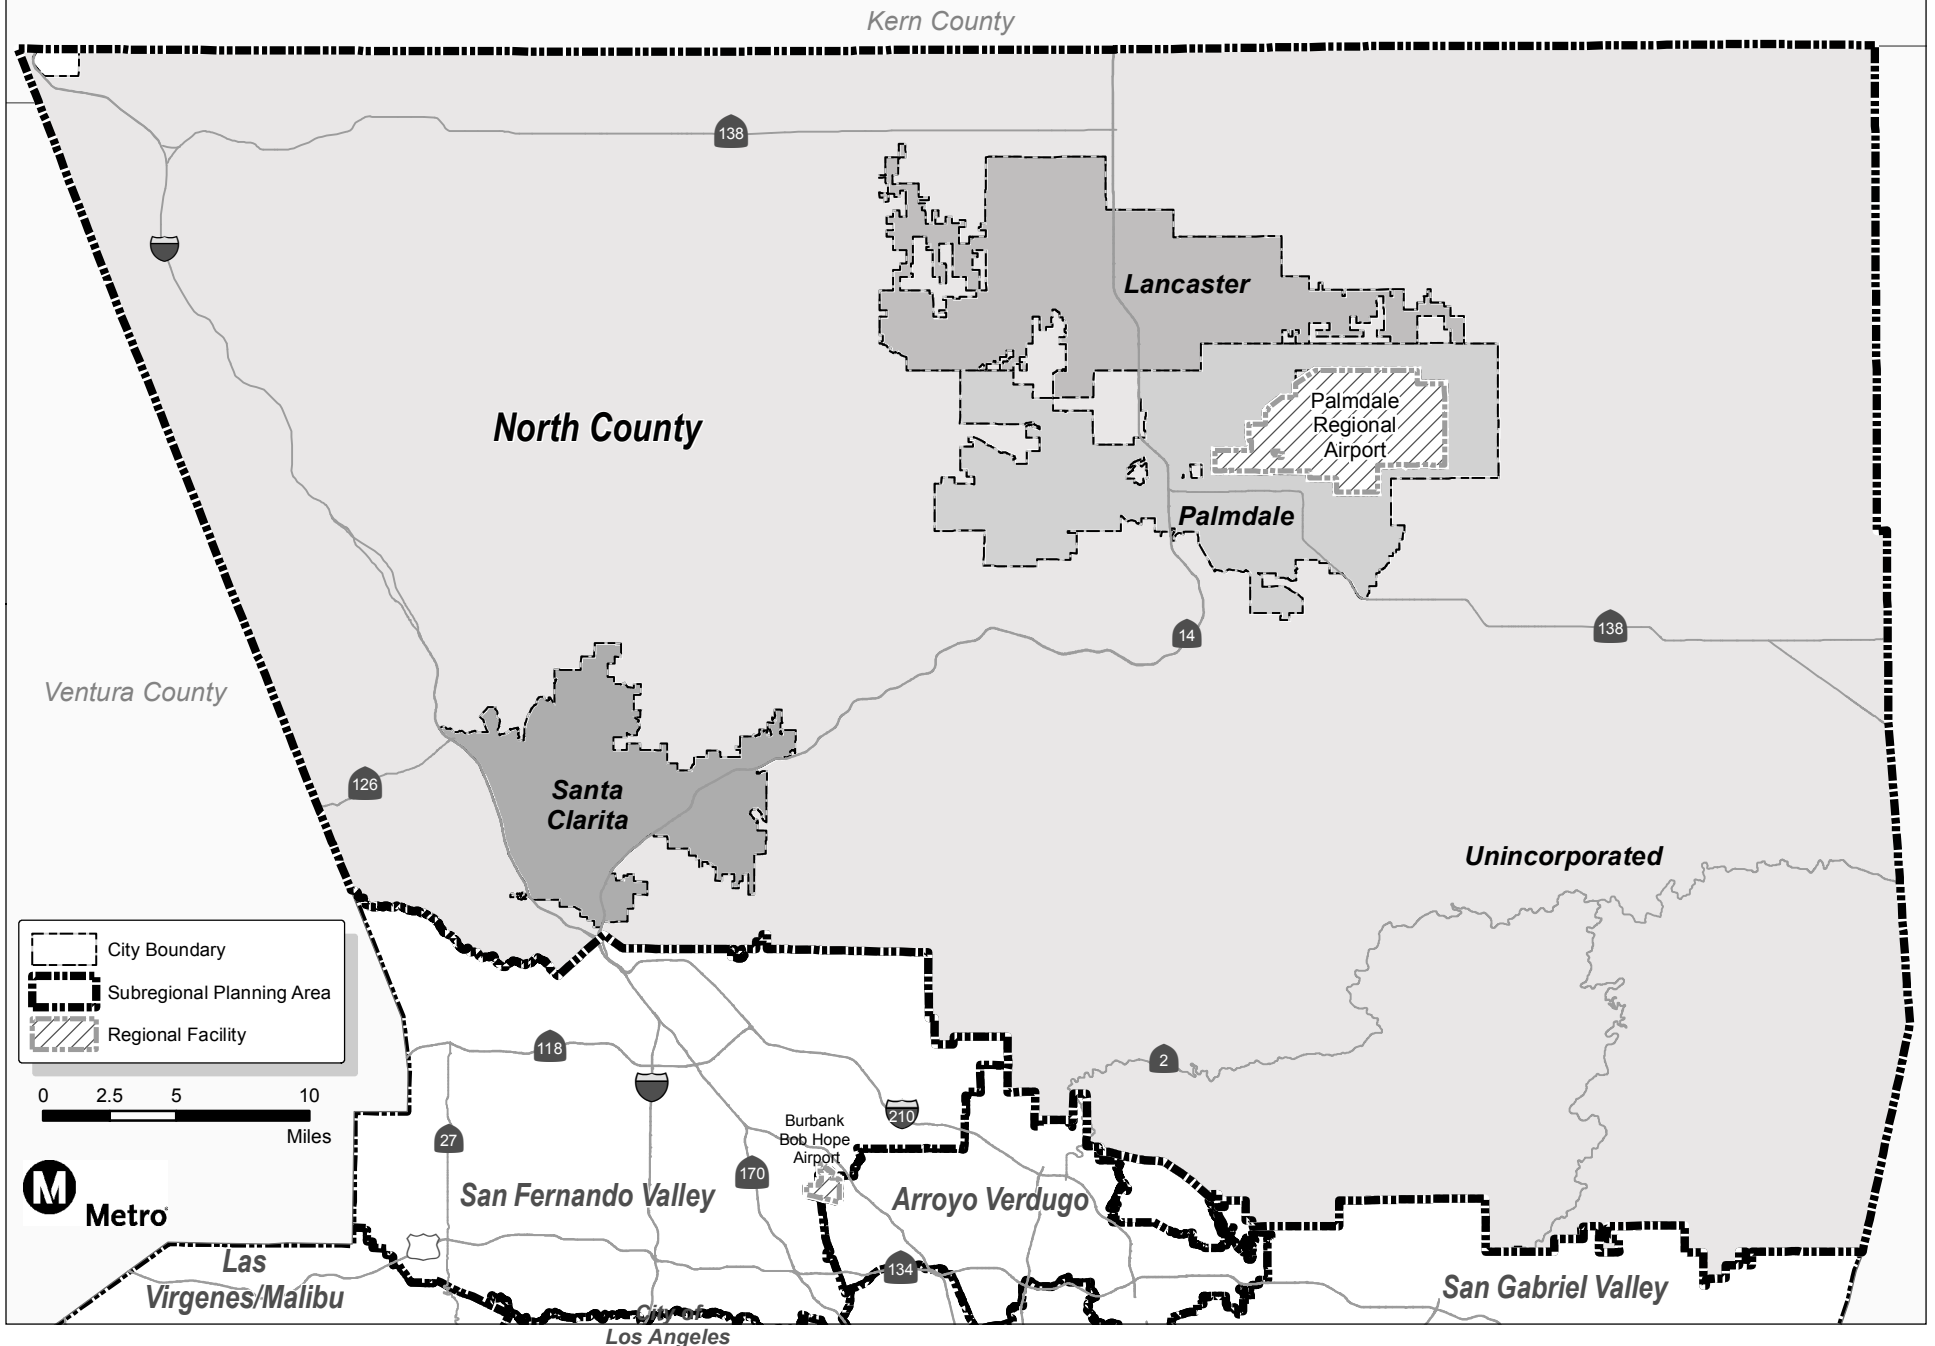 Kern County
138
Lancaster
North County
Palmdale
Regional
Airport
Palmdale
14
138
Ventura County
126
Santa
Clarita
Unincorporated
City Boundary
Subregional Planning Area
Regional Facility
0 2.5 5 10
Miles
M
Metro
118
2
210
27
170
Burbank
Bob Hope
Airport
San Fernando Valley
Arroyo Verdugo
134
Las
Virgenes/Malibu
San Gabriel Valley
City of
Los Angeles